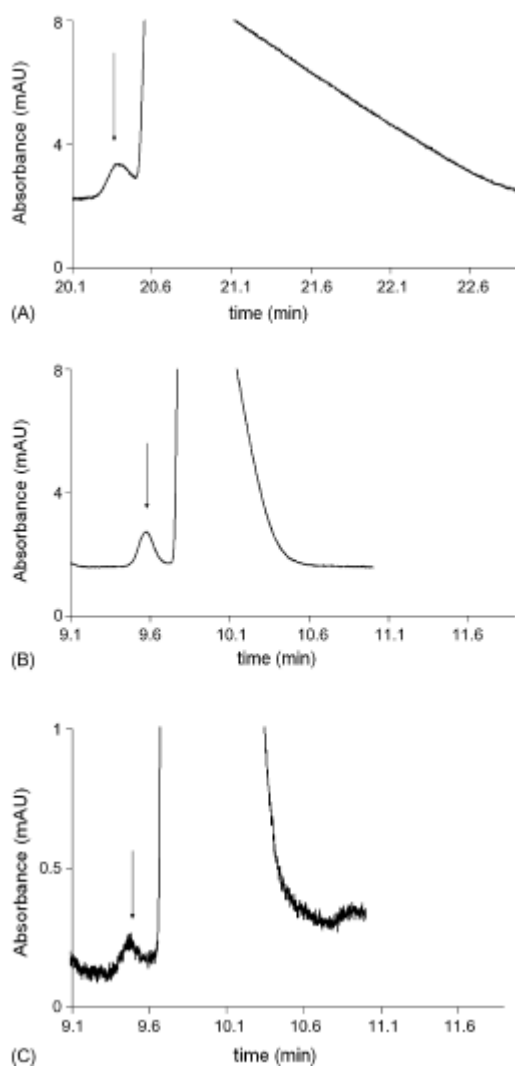 Absorbance (mAU)
8
4
0
20.1 20.6 21.1 21.6 22.1 22.6
time (min)
(A)
Absorbance (mAU)
8
4
0
9.1 9.6 10.1 10.6 11.1 11.6
time (min)
(B)
Absorbance (mAU)
1
0.5
0
9.1 9.6 10.1 10.6 11.1 11.6
time (min)
(C)